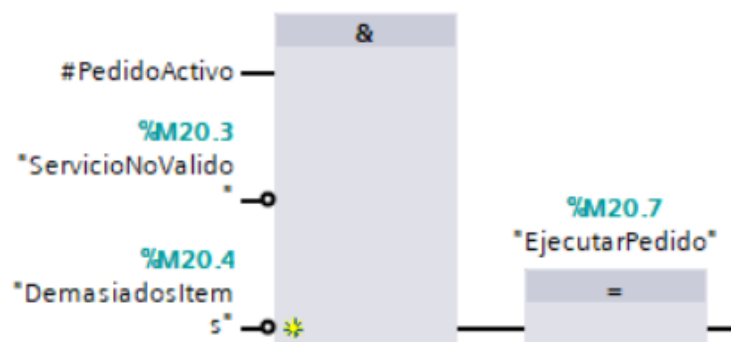 &
#PedidoActivo
%M20.3
"ServicioNoValido
"
%M20.7
"EjecutarPedido"
%M20.4
"DemasiadosItem
s"
=